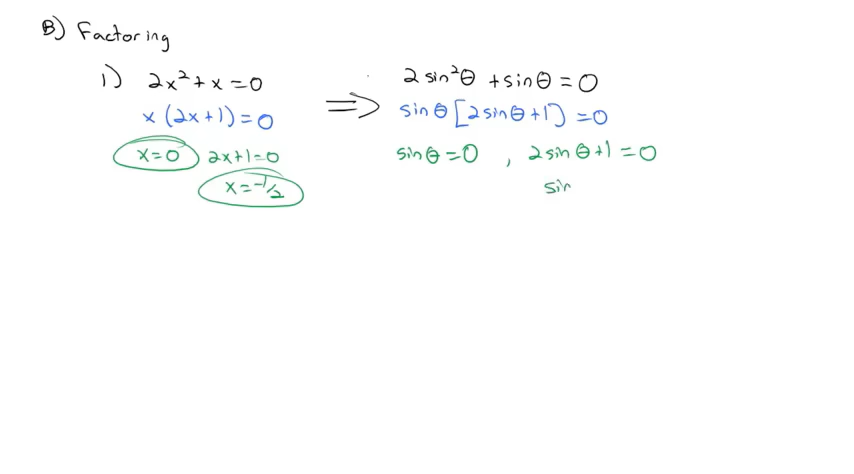 B) Factoring
1) 2x² + x = 0 ⟹ 2 sin²θ + sin θ = 0
x (2x + 1) = 0 sin θ [2 sin θ + 1] = 0
x = 0 2x + 1 = 0 sin θ = 0 , 2 sin θ + 1 = 0
x = -1/2 sin